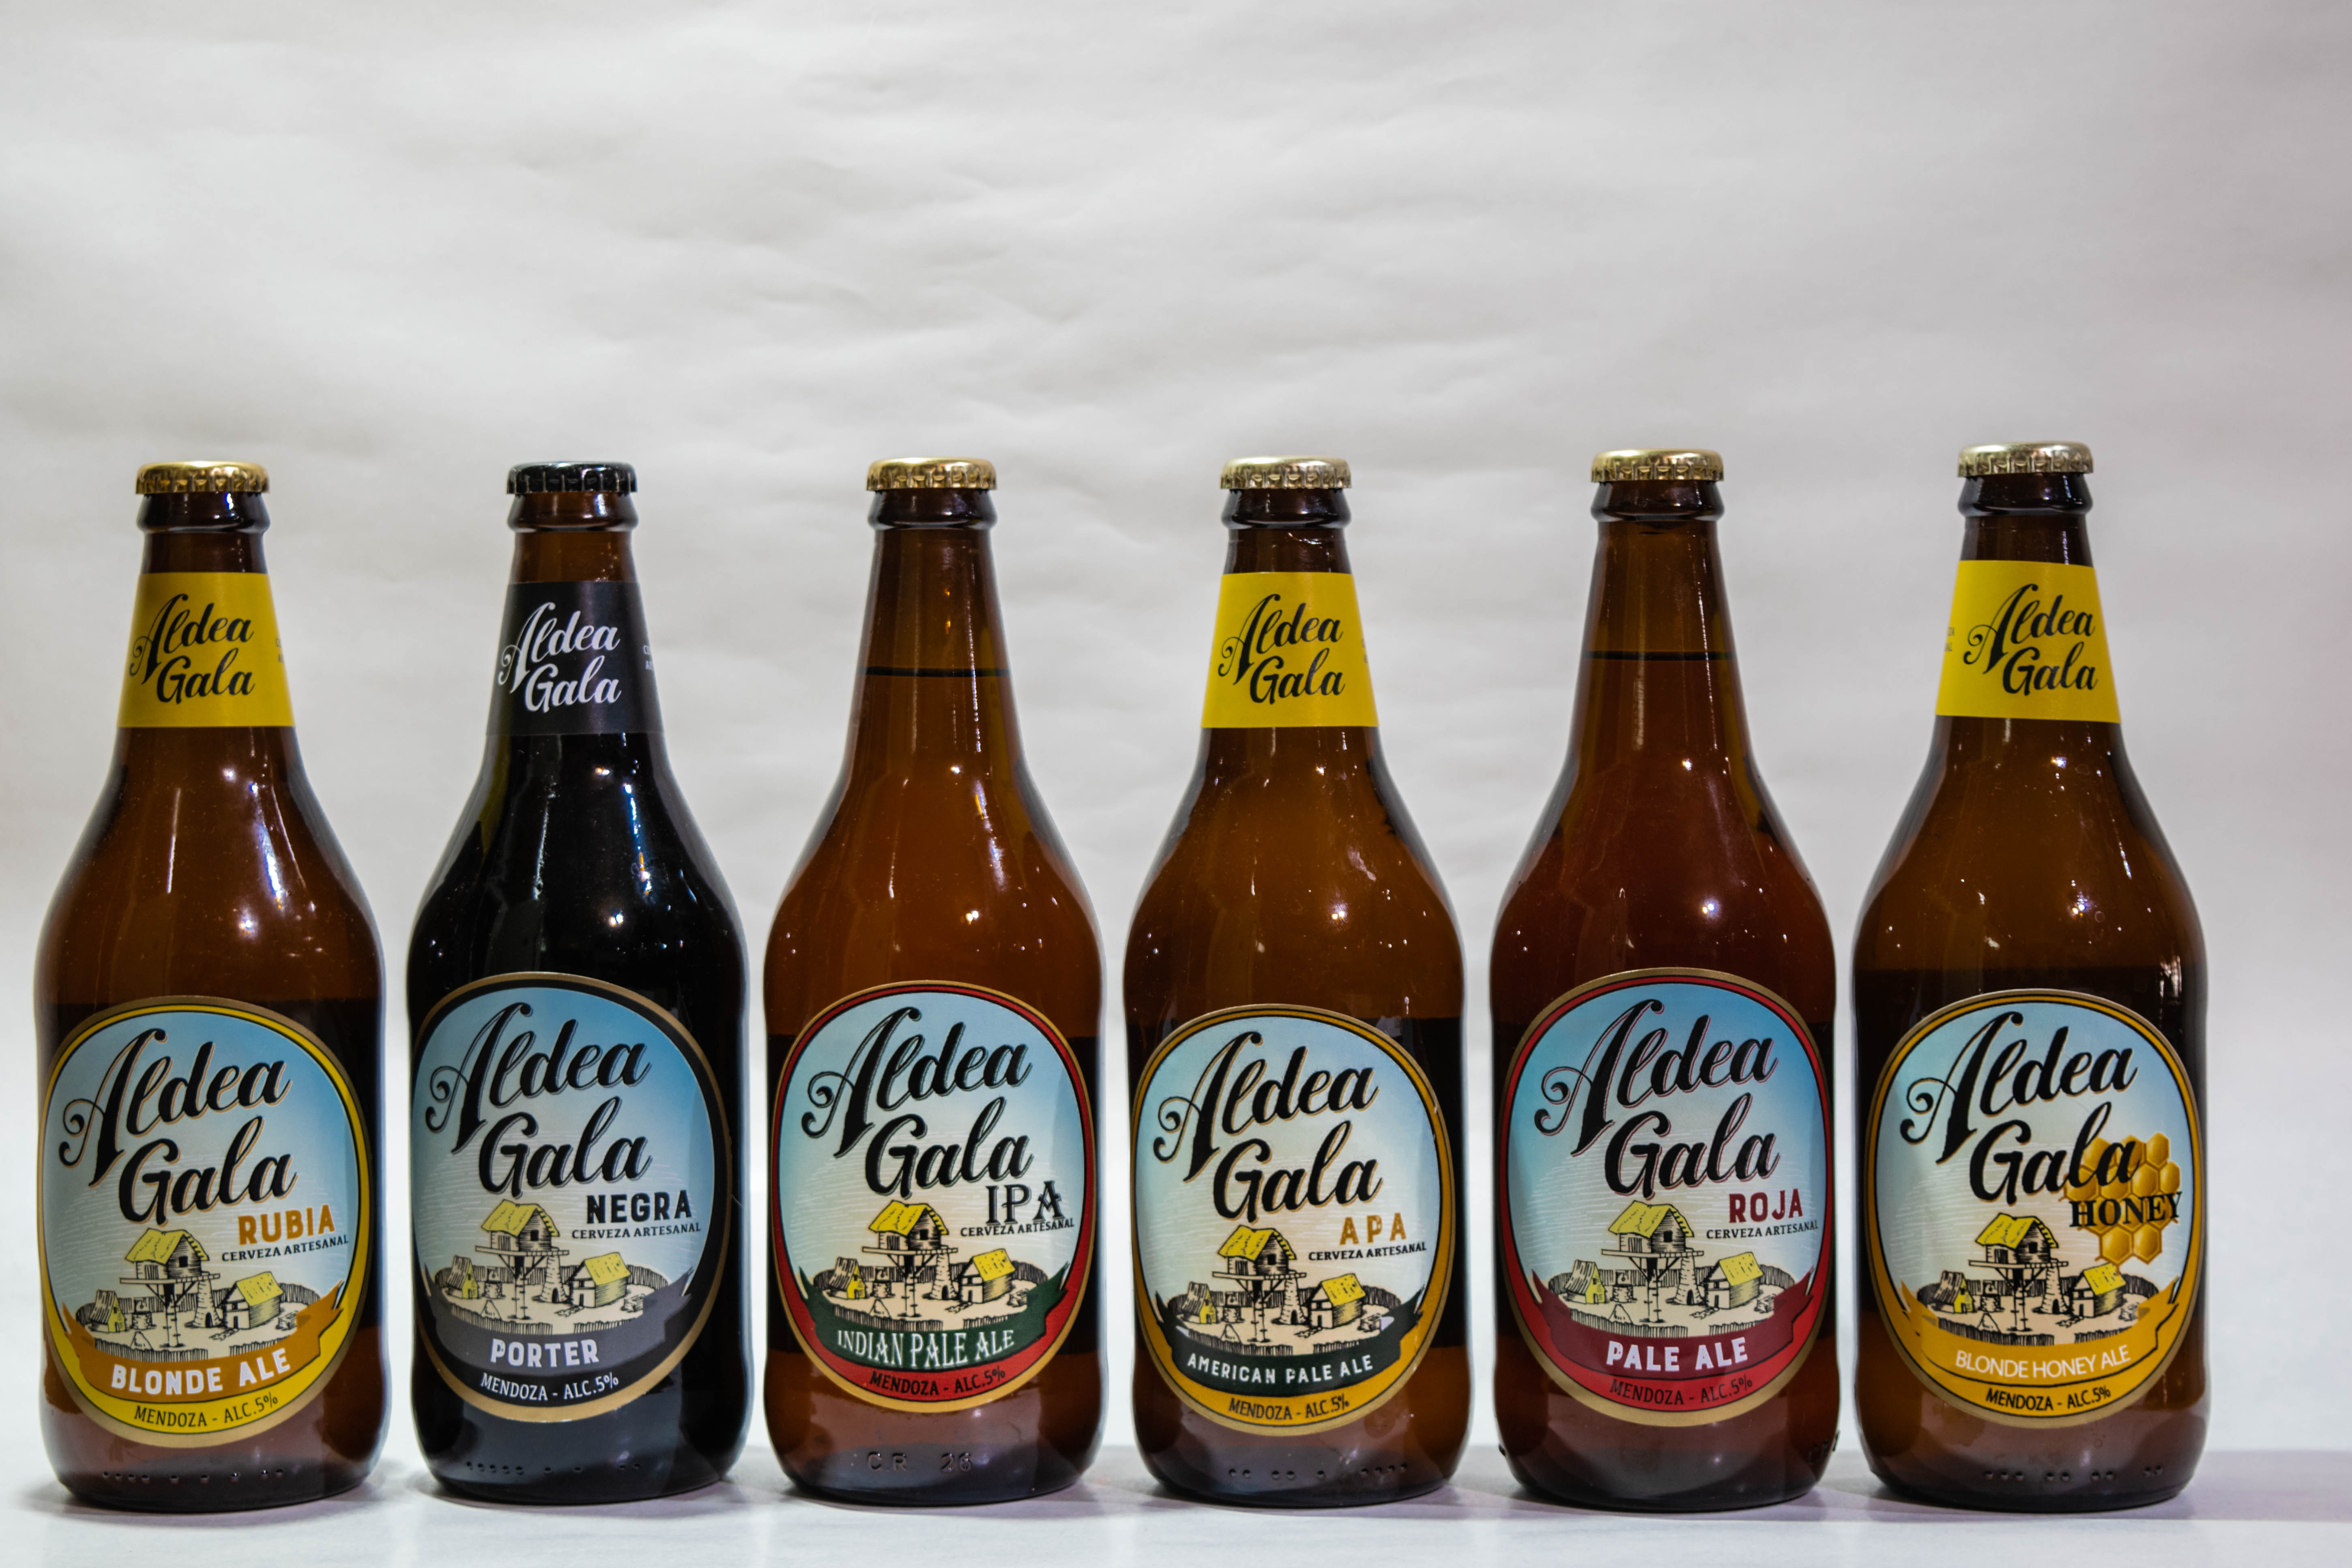 Aldea
Gala
Aldea
Gala
RUBIA
CERVEZA ARTESANAL
BLONDE ALE
MENDOZA - ALC.5%
Aldea
Gala
Aldea
Gala
NEGRA
CERVEZA ARTESANAL
PORTER
MENDOZA - ALC.5%
Aldea
Gala
IPA
CERVEZA ARTESANAL
INDIAN PALE ALE
MENDOZA - ALC.5%
CR 26
Aldea
Gala
Aldea
Gala
APA
CERVEZA ARTESANAL
AMERICAN PALE ALE
MENDOZA - ALC.5%
Aldea
Gala
ROJA
CERVEZA ARTESANAL
PALE ALE
MENDOZA - ALC.5%
Aldea
Gala
Aldea
Gala
HONEY
BLONDE HONEY ALE
MENDOZA - ALC.5%